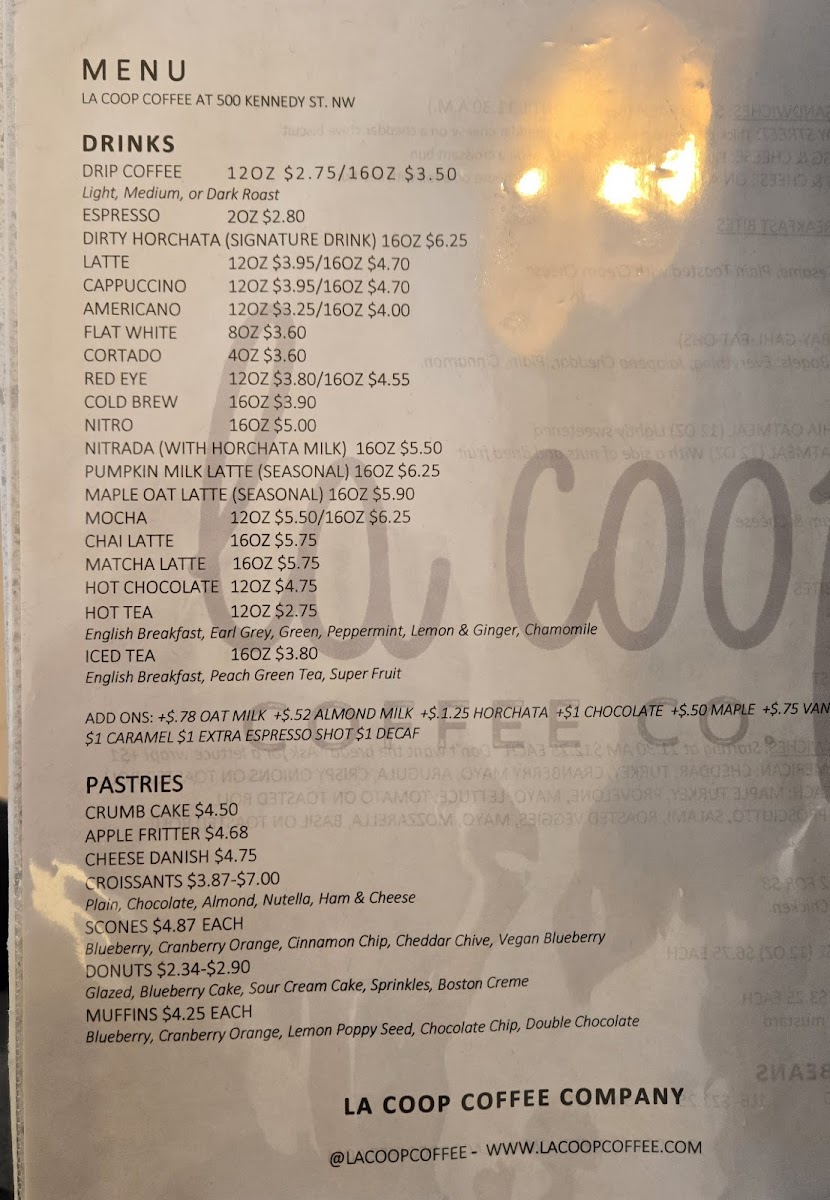 MENU
LA COOP COFFEE AT 500 KENNEDY ST. NW
DRINKS
DRIP COFFEE 12OZ $2.75/16OZ $3.50
Light, Medium, or Dark Roast
ESPRESSO 2OZ $2.80
DIRTY HORCHATA (SIGNATURE DRINK) 16OZ $6.25
LATTE 12OZ $3.95/16OZ $4.70
CAPPUCCINO 12OZ $3.95/16OZ $4.70
AMERICANO 12OZ $3.25/16OZ $4.00
FLAT WHITE 8OZ $3.60
CORTADO 4OZ $3.60
RED EYE 12OZ $3.80/16OZ $4.55
COLD BREW 16OZ $3.90
NITRO 16OZ $5.00
NITRADA (WITH HORCHATA MILK) 16OZ $5.50
PUMPKIN MILK LATTE (SEASONAL) 16OZ $6.25
MAPLE OAT LATTE (SEASONAL) 16OZ $5.90
MOCHA 12OZ $5.50/16OZ $6.25
CHAI LATTE 16OZ $5.75
MATCHA LATTE 16OZ $5.75
HOT CHOCOLATE 12OZ $4.75
HOT TEA 12OZ $2.75
English Breakfast, Earl Grey, Green, Peppermint, Lemon & Ginger, Chamomile
ICED TEA 16OZ $3.80
English Breakfast, Peach Green Tea, Super Fruit
la coop
COFFEE CO.
ADD ONS: +$.78 OAT MILK +$.52 ALMOND MILK +$.1.25 HORCHATA +$1 CHOCOLATE +$.50 MAPLE +$.75 VAN
$1 CARAMEL $1 EXTRA ESPRESSO SHOT $1 DECAF
PASTRIES
CRUMB CAKE $4.50
APPLE FRITTER $4.68
CHEESE DANISH $4.75
CROISSANTS $3.87-$7.00
Plain, Chocolate, Almond, Nutella, Ham & Cheese
SCONES $4.87 EACH
Blueberry, Cranberry Orange, Cinnamon Chip, Cheddar Chive, Vegan Blueberry
DONUTS $2.34-$2.90
Glazed, Blueberry Cake, Sour Cream Cake, Sprinkles, Boston Creme
MUFFINS $4.25 EACH
Blueberry, Cranberry Orange, Lemon Poppy Seed, Chocolate Chip, Double Chocolate
LA COOP COFFEE COMPANY
@LACOOPCOFFEE - WWW.LACOOPCOFFEE.COM